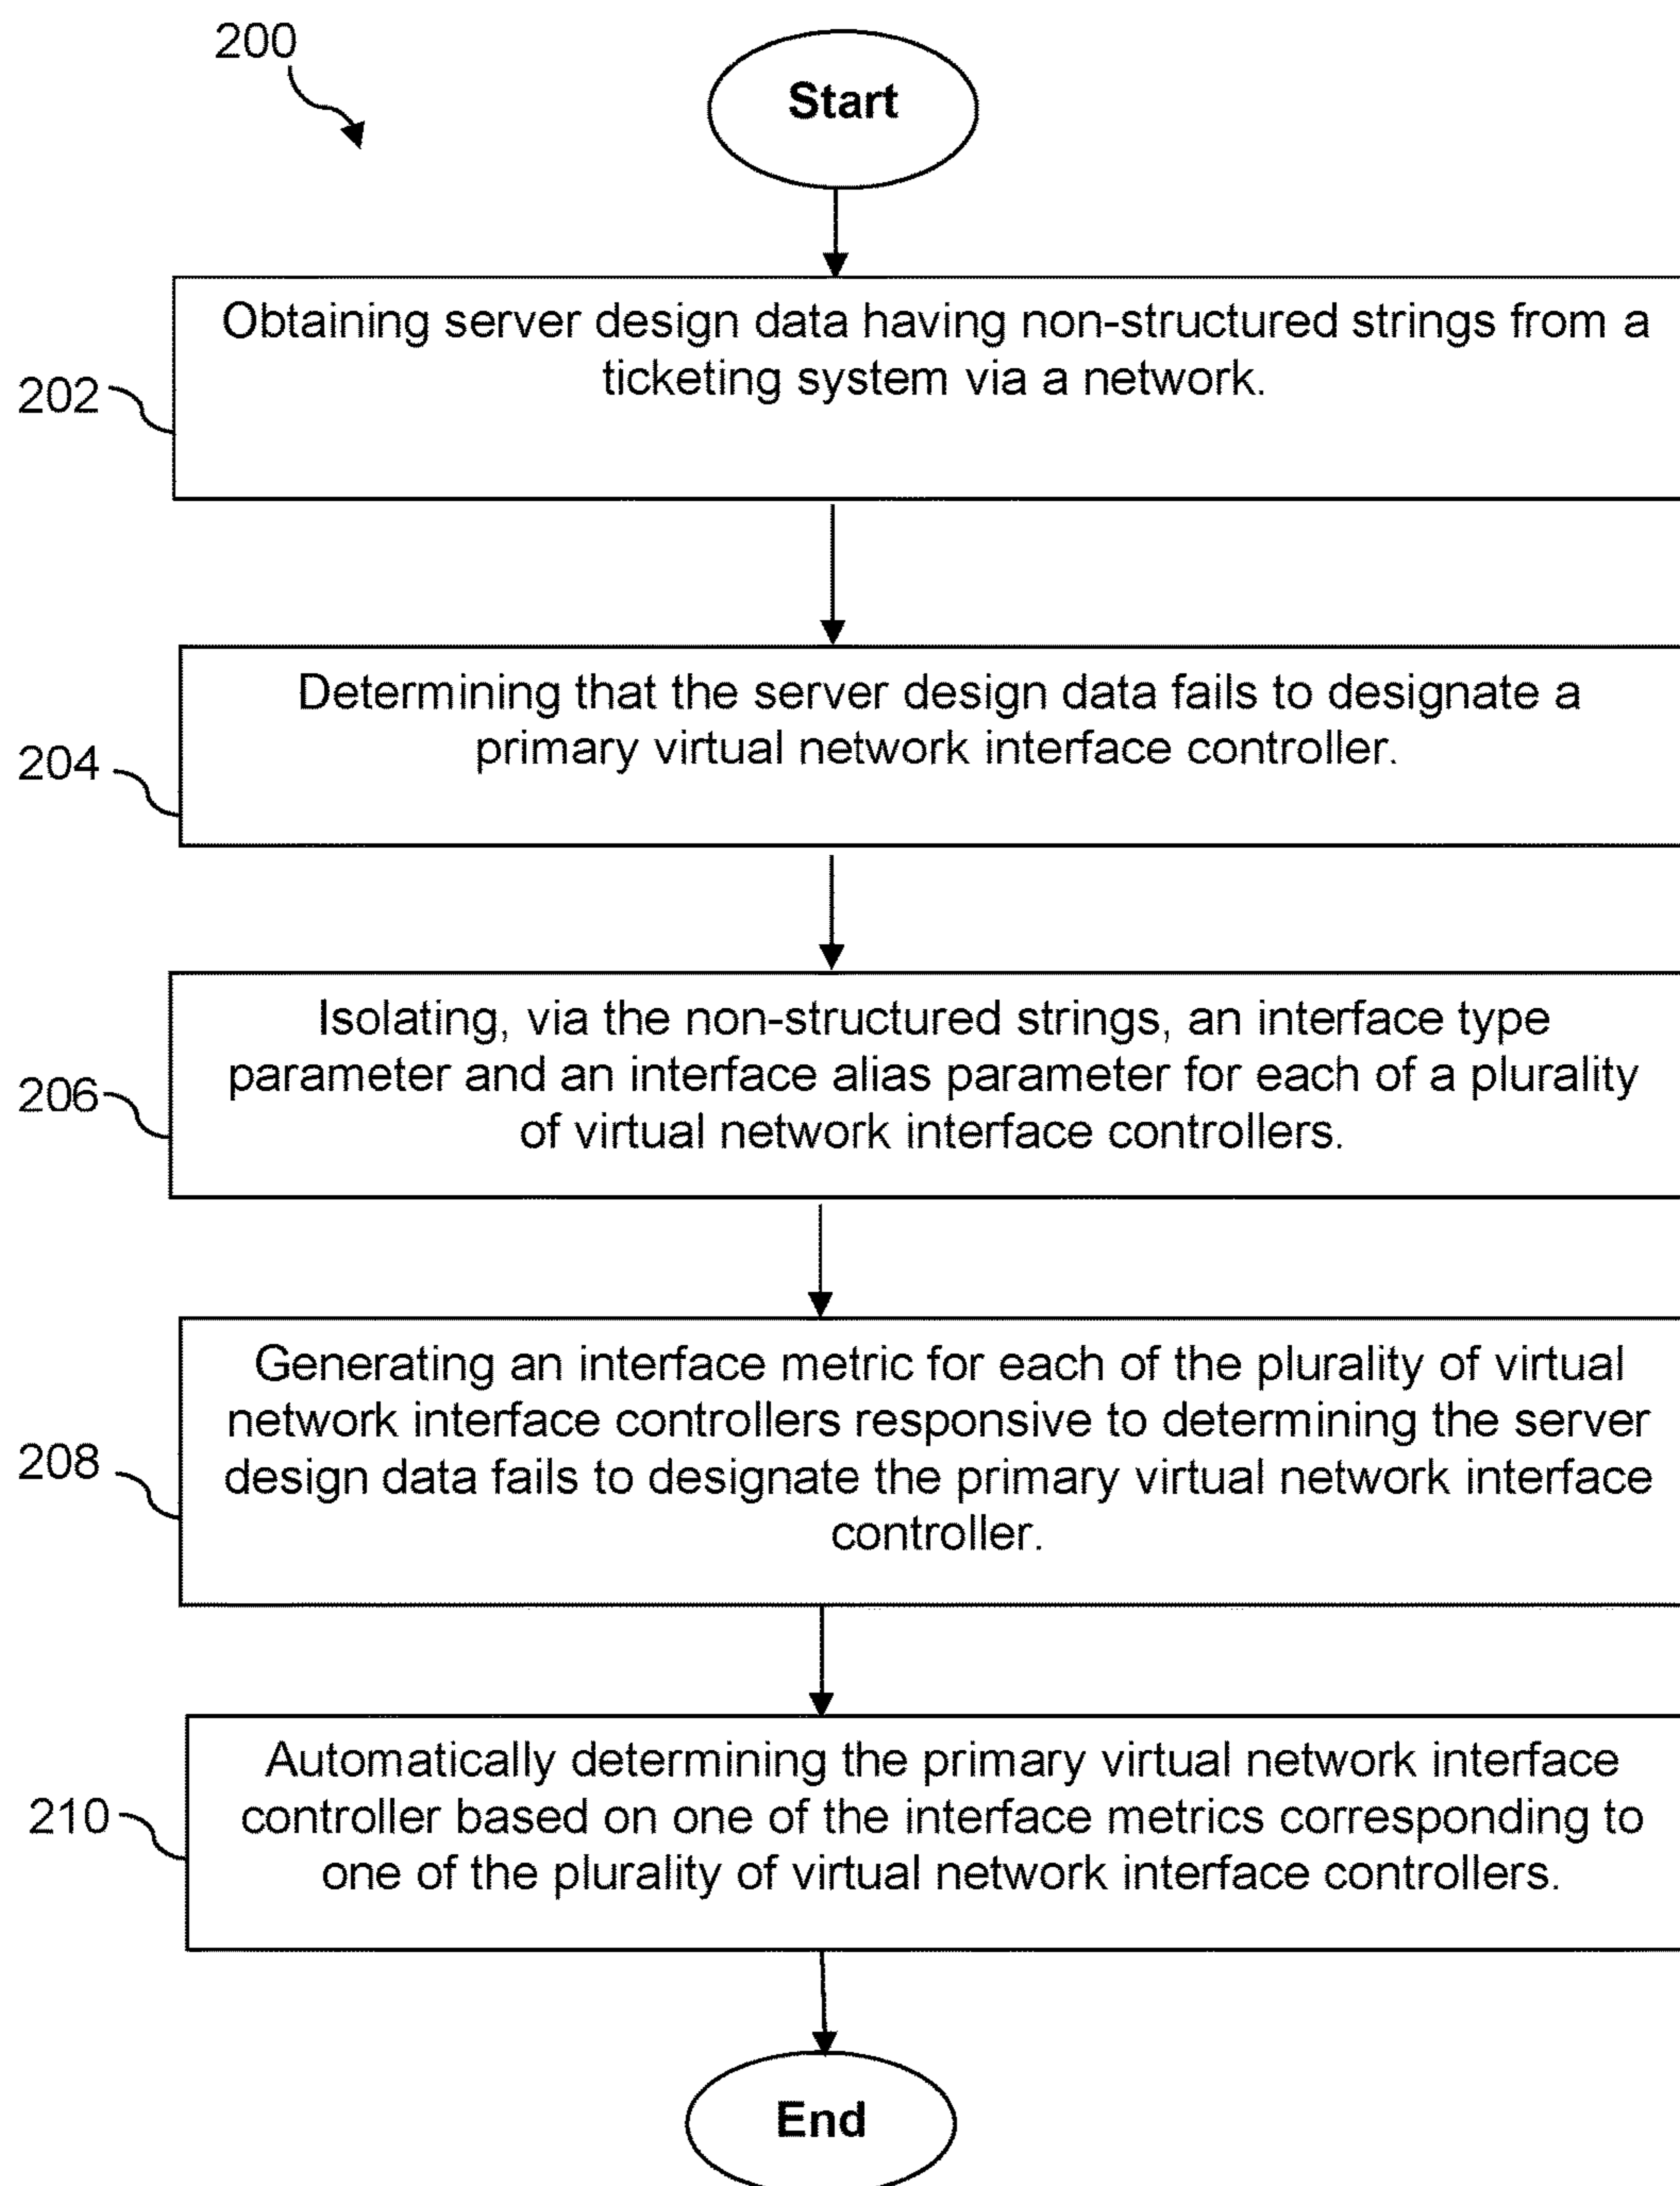 200
Start
Obtaining server design data having non-structured strings from a
ticketing system via a network.
202
Determining that the server design data fails to designate a
primary virtual network interface controller.
204
Isolating, via the non-structured strings, an interface type
parameter and an interface alias parameter for each of a plurality
of virtual network interface controllers.
206
Generating an interface metric for each of the plurality of virtual
network interface controllers responsive to determining the server
design data fails to designate the primary virtual network interface
controller.
208
Automatically determining the primary virtual network interface
controller based on one of the interface metrics corresponding to
one of the plurality of virtual network interface controllers.
210
End